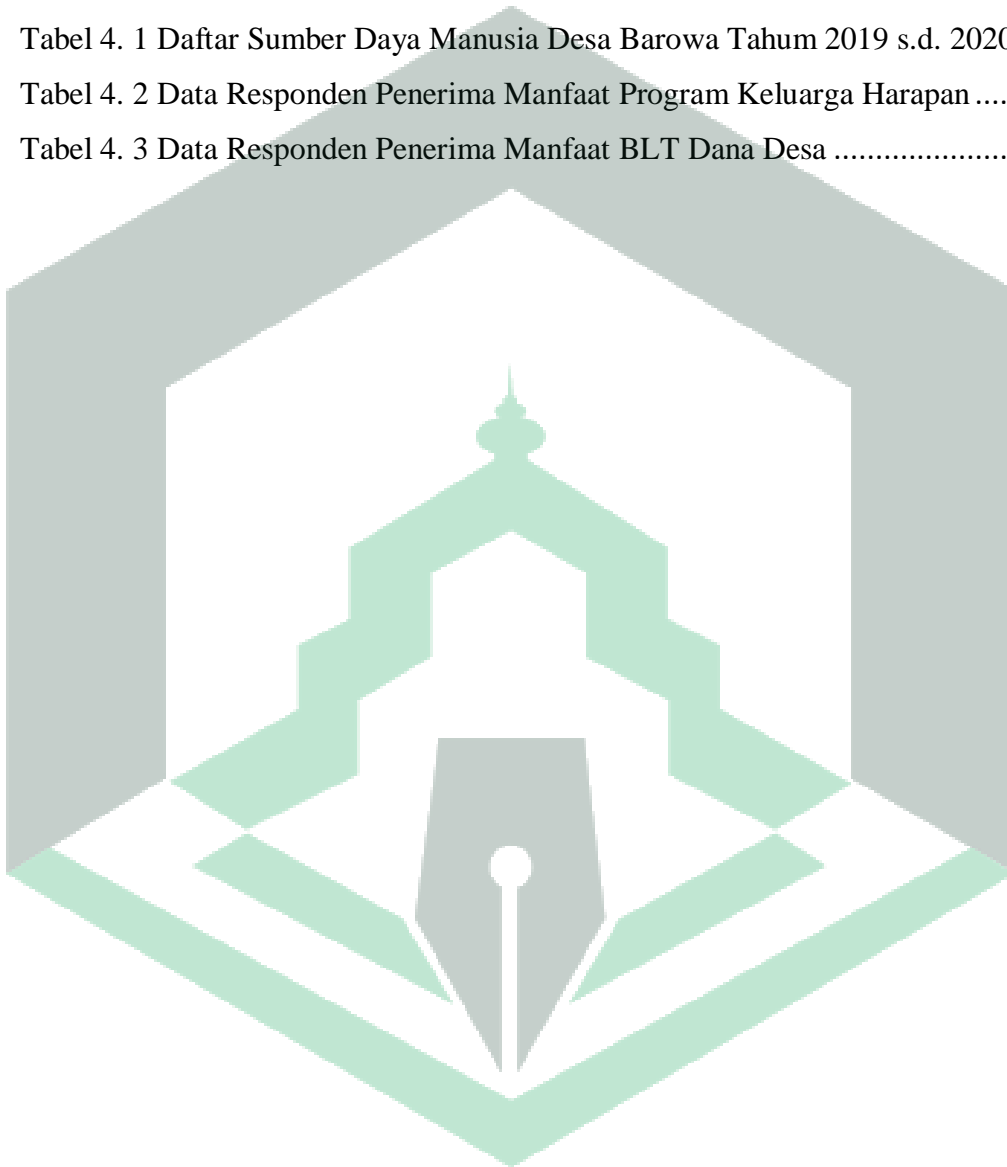 Tabel 4. 1 Daftar Sumber Daya Manusia Desa Barowa Tahum 2019 s.d. 2020
Tabel 4. 2 Data Responden Penerima Manfaat Program Keluarga Harapan ....
Tabel 4. 3 Data Responden Penerima Manfaat BLT Dana Desa .....................